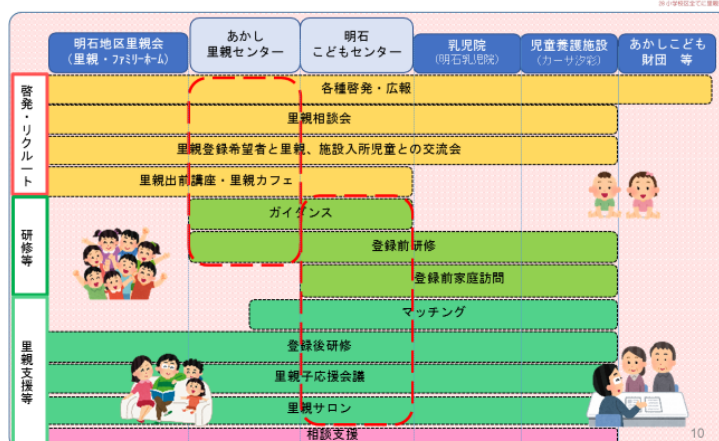 明石地区里親会
（里親・ファミリーホーム）
あかし
里親センター
明石
こどもセンター
乳児院
（明石乳児院）
児童養護施設
（カーサ汐彩）
あかしこども
財団　等
啓発・リクルート
各種啓発・広報
里親相談会
里親登録希望者と里親、施設入所児童との交流会
里親出前講座・里親カフェ
研修等
ガイダンス
登録前研修
登録前家庭訪問
里親支援等
マッチング
登録後研修
里親子応援会議
里親サロン
相談支援
10